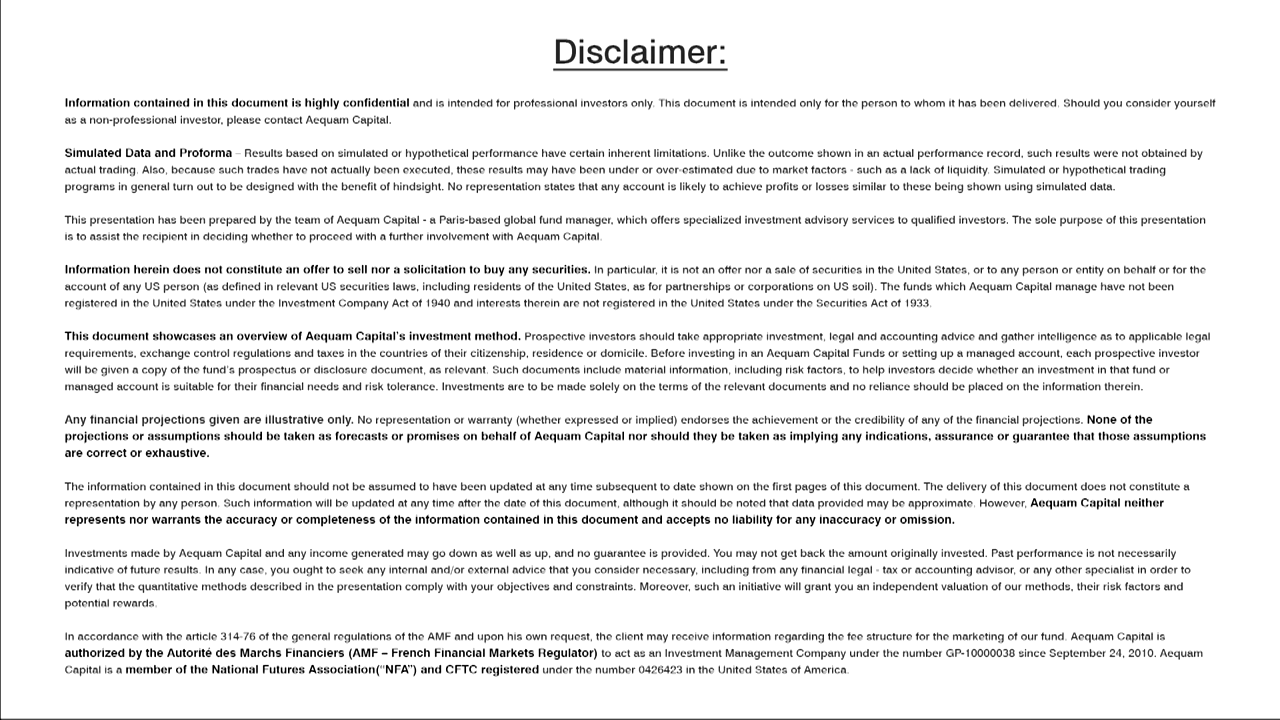 Disclaimer:
Information contained in this document is highly confidential and is intended for professional investors only. This document is intended only for the person to whom it has been delivered. Should you consider yourself
as a non-professional investor, please contact Aequam Capital.
Simulated Data and Proforma – Results based on simulated or hypothetical performance have certain inherent limitations. Unlike the outcome shown in an actual performance record, such results were not obtained by
actual trading. Also, because such trades have not actually been executed, these results may have been under or over-estimated due to market factors - such as a lack of liquidity. Simulated or hypothetical trading
programs in general turn out to be designed with the benefit of hindsight. No representation states that any account is likely to achieve profits or losses similar to these being shown using simulated data.
This presentation has been prepared by the team of Aequam Capital - a Paris-based global fund manager, which offers specialized investment advisory services to qualified investors. The sole purpose of this presentation
is to assist the recipient in deciding whether to proceed with a further involvement with Aequam Capital.
Information herein does not constitute an offer to sell nor a solicitation to buy any securities. In particular, it is not an offer nor a sale of securities in the United States, or to any person or entity on behalf or for the
account of any US person (as defined in relevant US securities laws, including residents of the United States, as for partnerships or corporations on US soil). The funds which Aequam Capital manage have not been
registered in the United States under the Investment Company Act of 1940 and interests therein are not registered in the United States under the Securities Act of 1933.
This document showcases an overview of Aequam Capital's investment method. Prospective investors should take appropriate investment, legal and accounting advice and gather intelligence as to applicable legal
requirements, exchange control regulations and taxes in the countries of their citizenship, residence or domicile. Before investing in an Aequam Capital Funds or setting up a managed account, each prospective investor
will be given a copy of the fund's prospectus or disclosure document, as relevant. Such documents include material information, including risk factors, to help investors decide whether an investment in that fund or
managed account is suitable for their financial needs and risk tolerance. Investments are to be made solely on the terms of the relevant documents and no reliance should be placed on the information therein.
Any financial projections given are illustrative only. No representation or warranty (whether expressed or implied) endorses the achievement or the credibility of any of the financial projections. None of the
projections or assumptions should be taken as forecasts or promises on behalf of Aequam Capital nor should they be taken as implying any indications, assurance or guarantee that those assumptions
are correct or exhaustive.
The information contained in this document should not be assumed to have been updated at any time subsequent to date shown on the first pages of this document. The delivery of this document does not constitute a
representation by any person. Such information will be updated at any time after the date of this document, although it should be noted that data provided may be approximate. However, Aequam Capital neither
represents nor warrants the accuracy or completeness of the information contained in this document and accepts no liability for any inaccuracy or omission.
Investments made by Aequam Capital and any income generated may go down as well as up, and no guarantee is provided. You may not get back the amount originally invested. Past performance is not necessarily
indicative of future results. In any case, you ought to seek any internal and/or external advice that you consider necessary, including from any financial legal - tax or accounting advisor, or any other specialist in order to
verify that the quantitative methods described in the presentation comply with your objectives and constraints. Moreover, such an initiative will grant you an independent valuation of our methods, their risk factors and
potential rewards.
In accordance with the article 314-76 of the general regulations of the AMF and upon his own request, the client may receive information regarding the fee structure for the marketing of our fund. Aequam Capital is
authorized by the Autorité des Marchs Financiers (AMF – French Financial Markets Regulator) to act as an Investment Management Company under the number GP-10000038 since September 24, 2010. Aequam
Capital is a member of the National Futures Association("NFA") and CFTC registered under the number 0426423 in the United States of America.